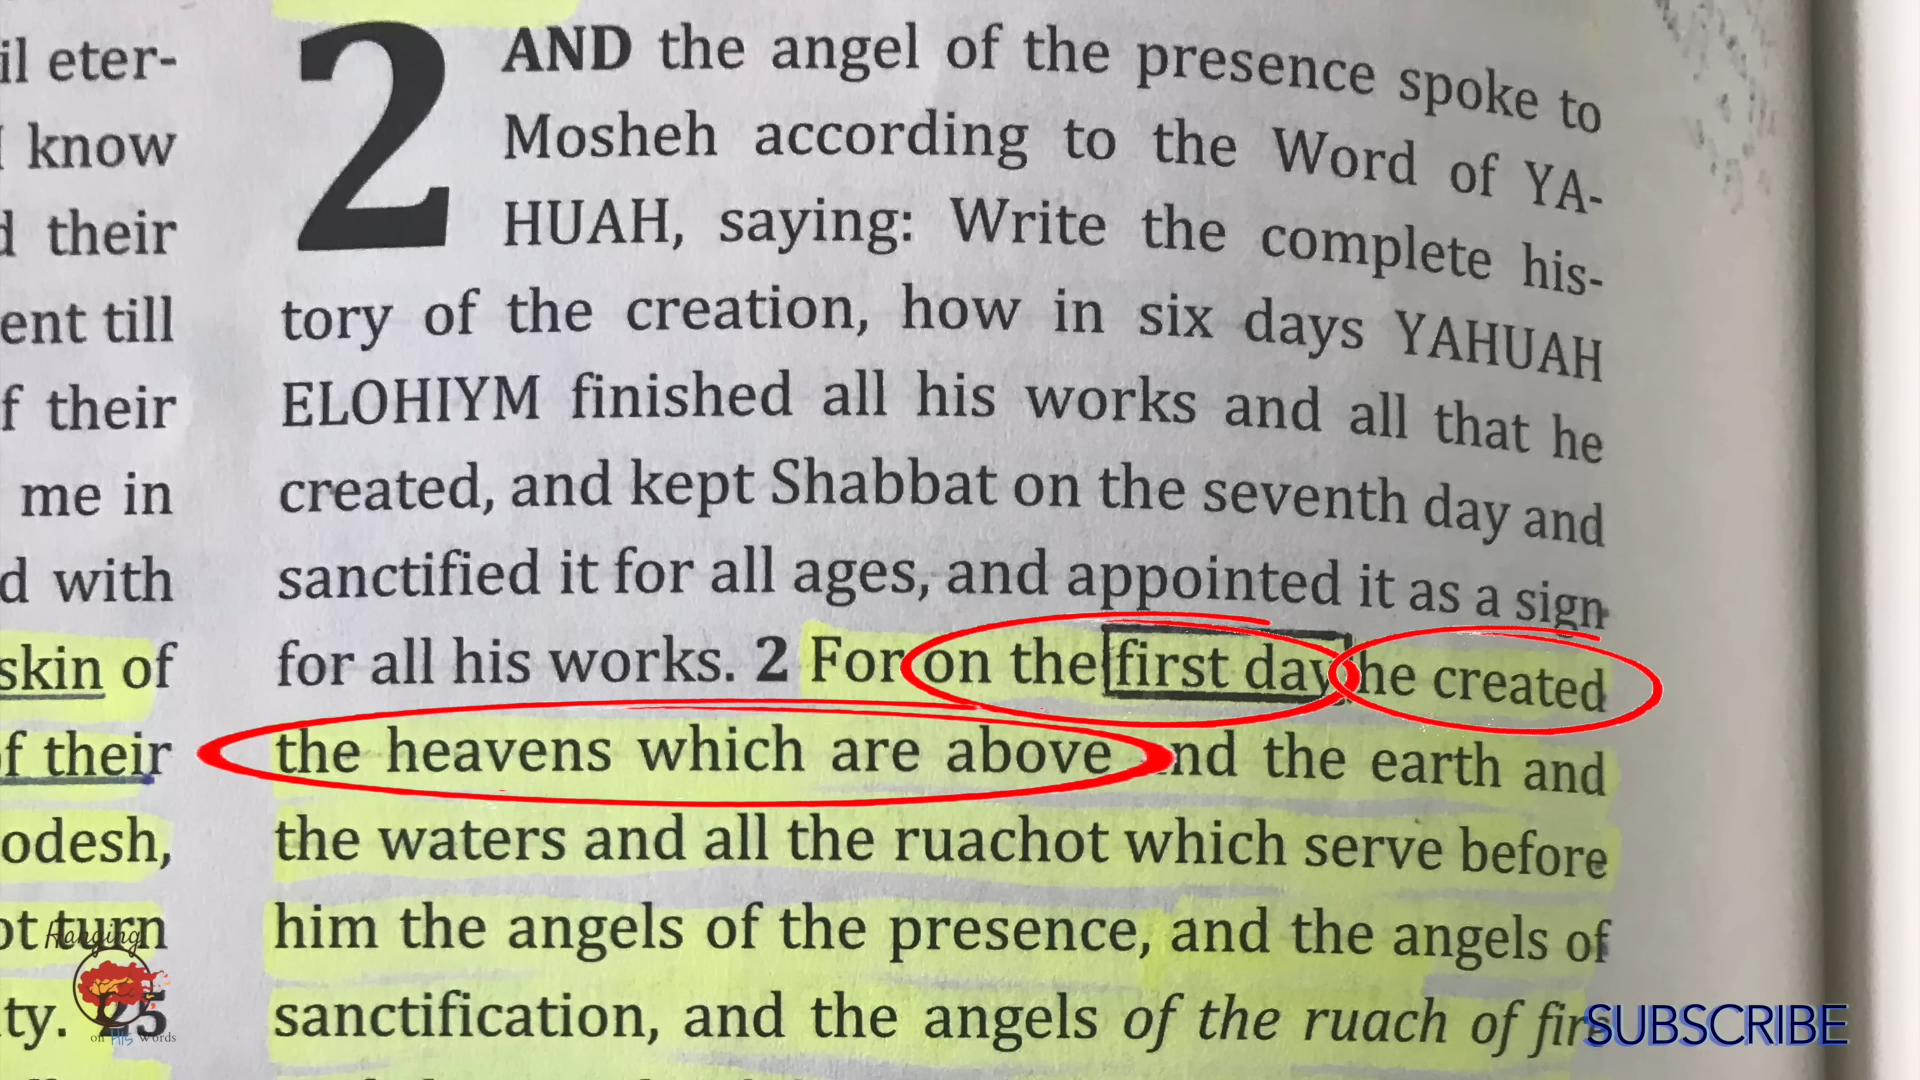 il eter-
know
d their
ent till
f their
me in
d with
skin of
of their
odesh,
ot turn
ty. 25
2 AND the angel of the presence spoke to
Mosheh according to the Word of YA-
HUAH, saying: Write the complete his-
tory of the creation, how in six days YAHUAH
ELOHIYM finished all his works and all that he
created, and kept Shabbat on the seventh day and
sanctified it for all ages, and appointed it as a sign
for all his works. 2 For on the first day he created
the heavens which are above and the earth and
the waters and all the ruachot which serve before
him the angels of the presence, and the angels of
sanctification, and the angels of the ruach of
Hanging
on His Words
SUBSCRIBE